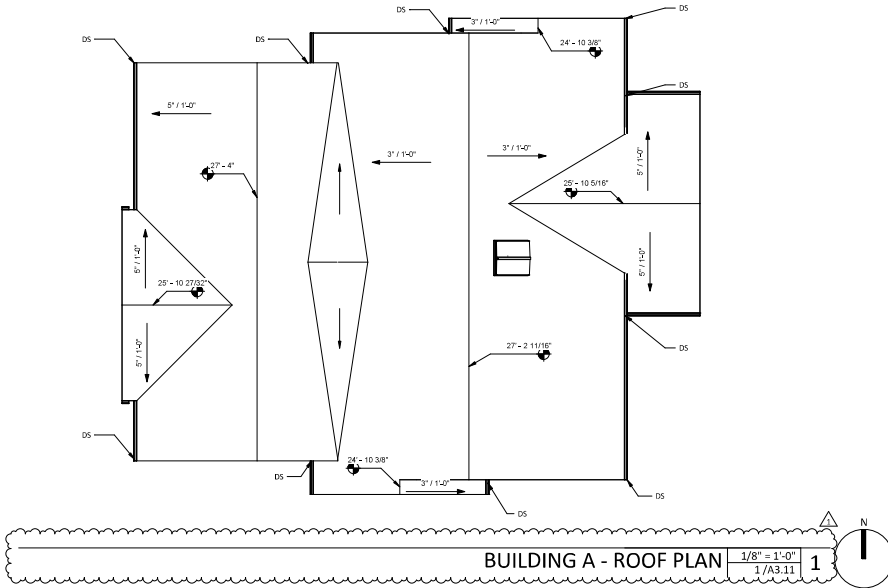 DS
DS
3" / 1'-0"
24' - 10 3/8"
DS
DS
DS
5" / 1'-0"
27' - 4"
3" / 1'-0"
3" / 1'-0"
5" / 1'-0"
25' - 10 5/16"
5" / 1'-0"
5" / 1'-0"
25' - 10 27/32"
5" / 1'-0"
27' - 2 11/16"
DS
DS
24' - 10 3/8"
DS
3" / 1'-0"
DS
DS
1
N
BUILDING A - ROOF PLAN
1/8" = 1'-0"
1 /A3.11
1